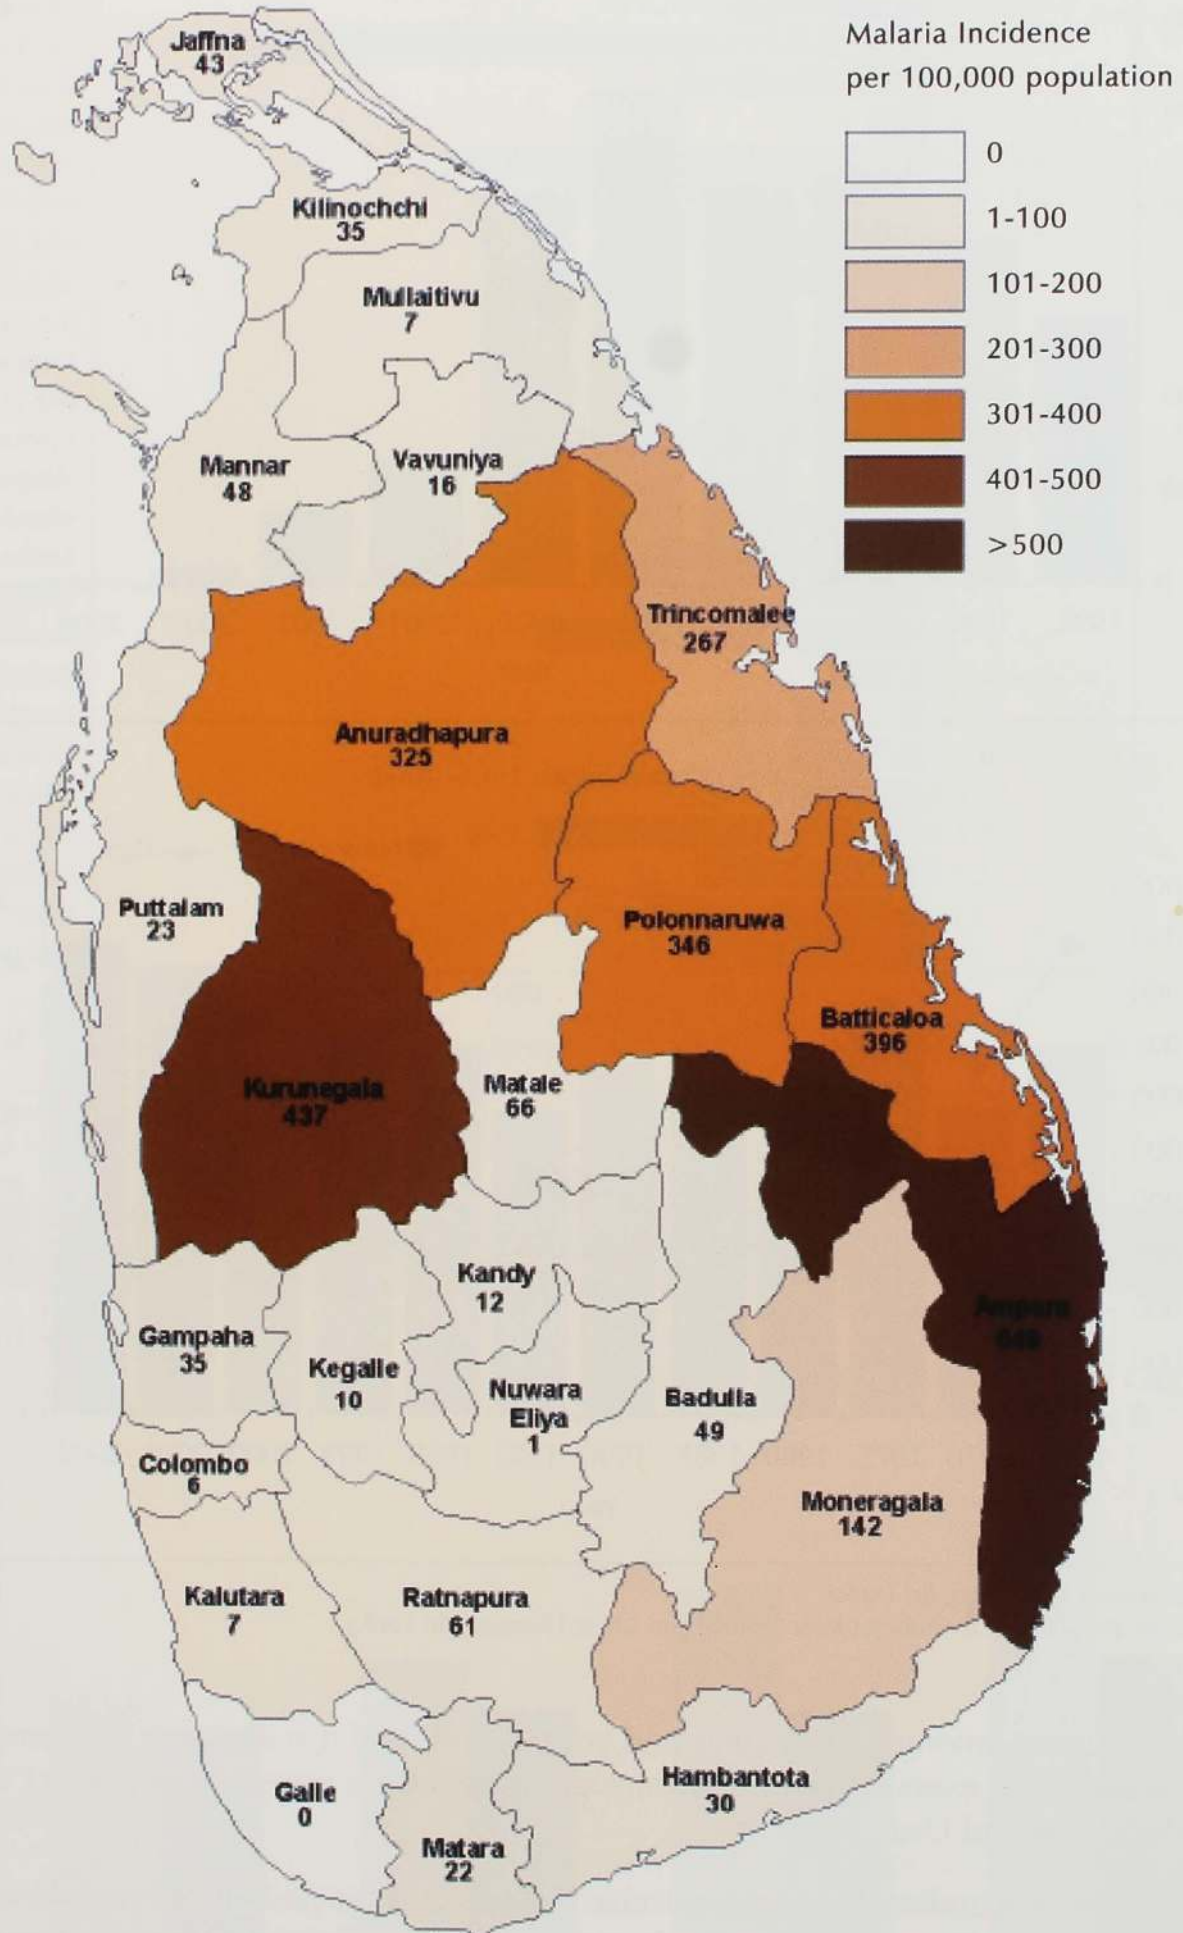 Malaria Incidence
per 100,000 population
0
1-100
101-200
201-300
301-400
401-500
>500
Jaffna
43
Kilinochchi
35
Mullaitivu
7
Mannar
48
Vavuniya
16
Trincomalee
267
Anuradhapura
325
Puttalam
23
Polonnaruwa
346
Batticaloa
396
Kurunegala
437
Matale
66
Kandy
12
Ampara
Gampaha
35
Kegalle
10
Nuwara
Eliya
1
Badulla
49
Colombo
6
Moneragala
142
Kalutara
7
Ratnapura
61
Galle
0
Hambantota
30
Matara
22